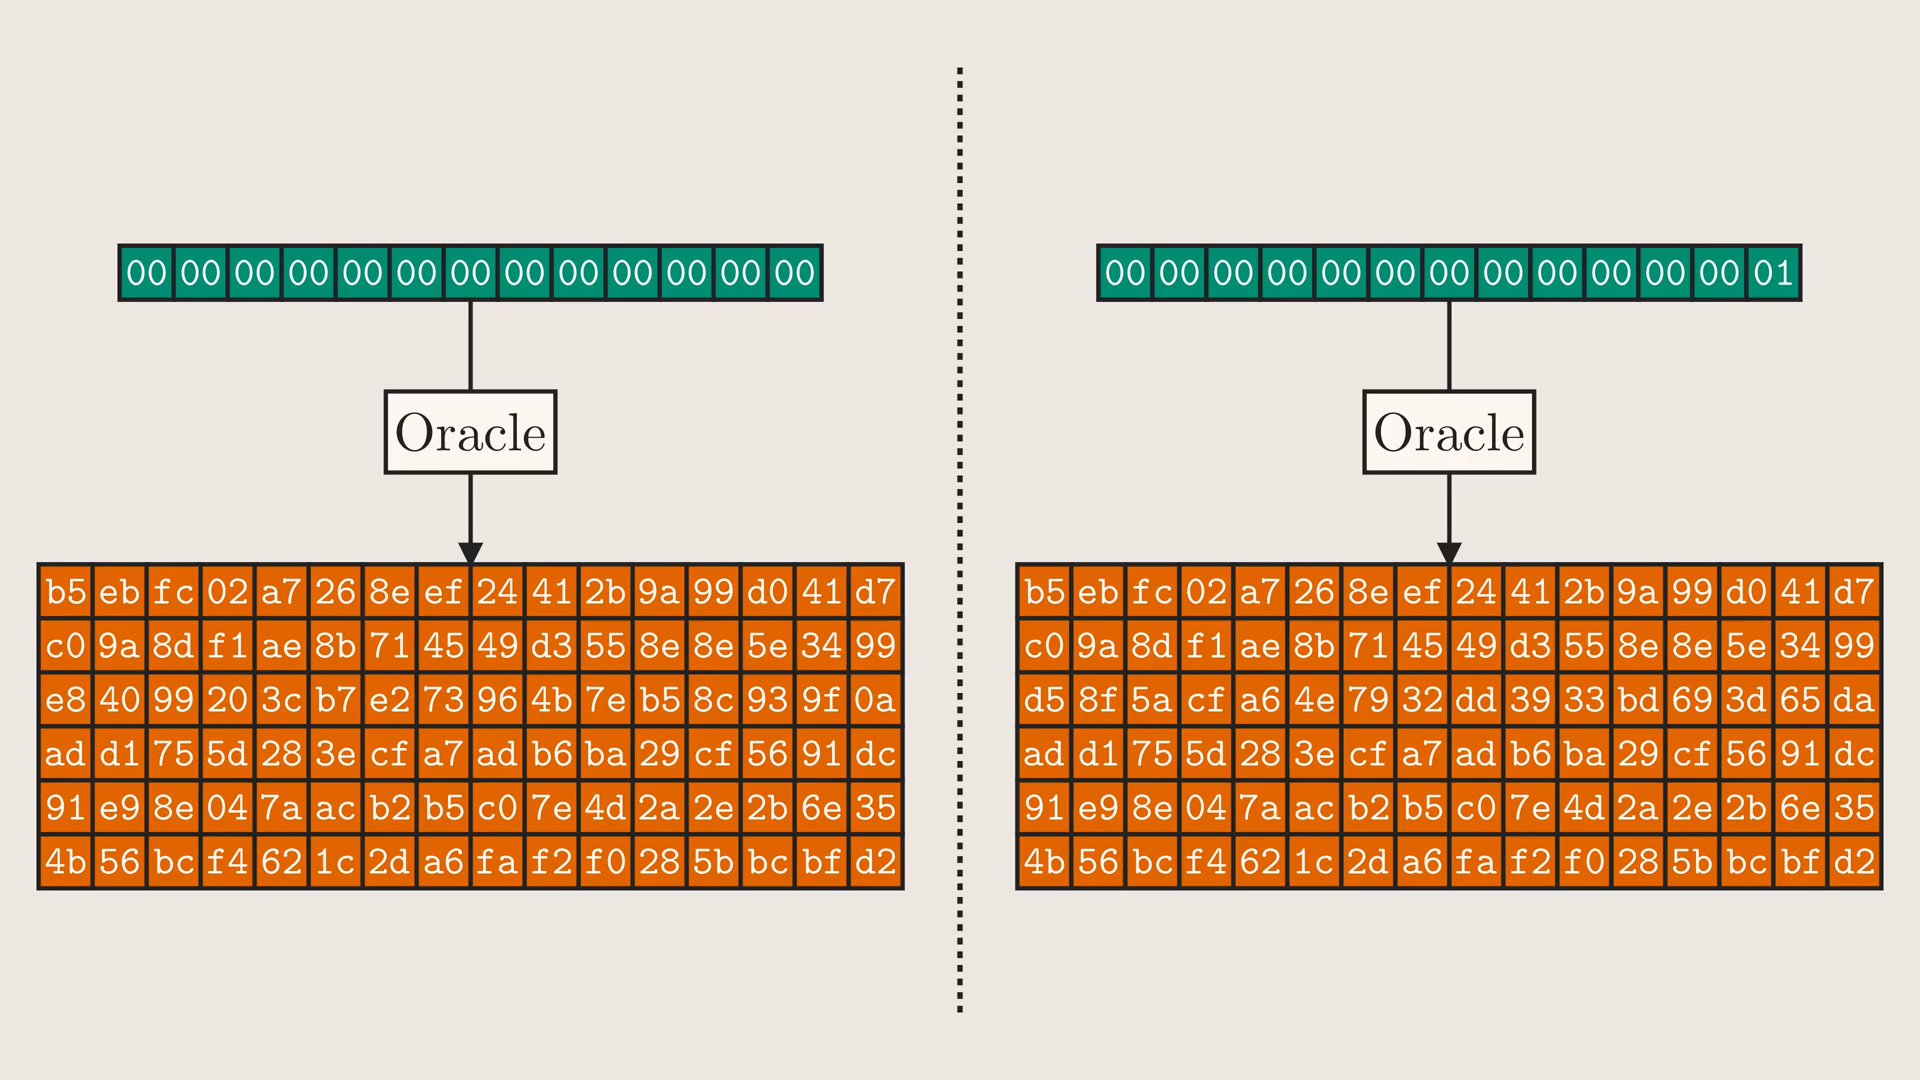 00 00 00 00 00 00 00 00 00 00 00 00 00
Oracle
b5 eb fc 02 a7 26 8e ef 24 41 2b 9a 99 d0 41 d7
c0 9a 8d f1 ae 8b 71 45 49 d3 55 8e 8e 5e 34 99
e8 40 99 20 3c b7 e2 73 96 4b 7e b5 8c 93 9f 0a
ad d1 75 5d 28 3e cf a7 ad b6 ba 29 cf 56 91 dc
91 e9 8e 04 7a ac b2 b5 c0 7e 4d 2a 2e 2b 6e 35
4b 56 bc f4 62 1c 2d a6 fa f2 f0 28 5b bc bf d2
00 00 00 00 00 00 00 00 00 00 00 00 01
Oracle
b5 eb fc 02 a7 26 8e ef 24 41 2b 9a 99 d0 41 d7
c0 9a 8d f1 ae 8b 71 45 49 d3 55 8e 8e 5e 34 99
d5 8f 5a cf a6 4e 79 32 dd 39 33 bd 69 3d 65 da
ad d1 75 5d 28 3e cf a7 ad b6 ba 29 cf 56 91 dc
91 e9 8e 04 7a ac b2 b5 c0 7e 4d 2a 2e 2b 6e 35
4b 56 bc f4 62 1c 2d a6 fa f2 f0 28 5b bc bf d2